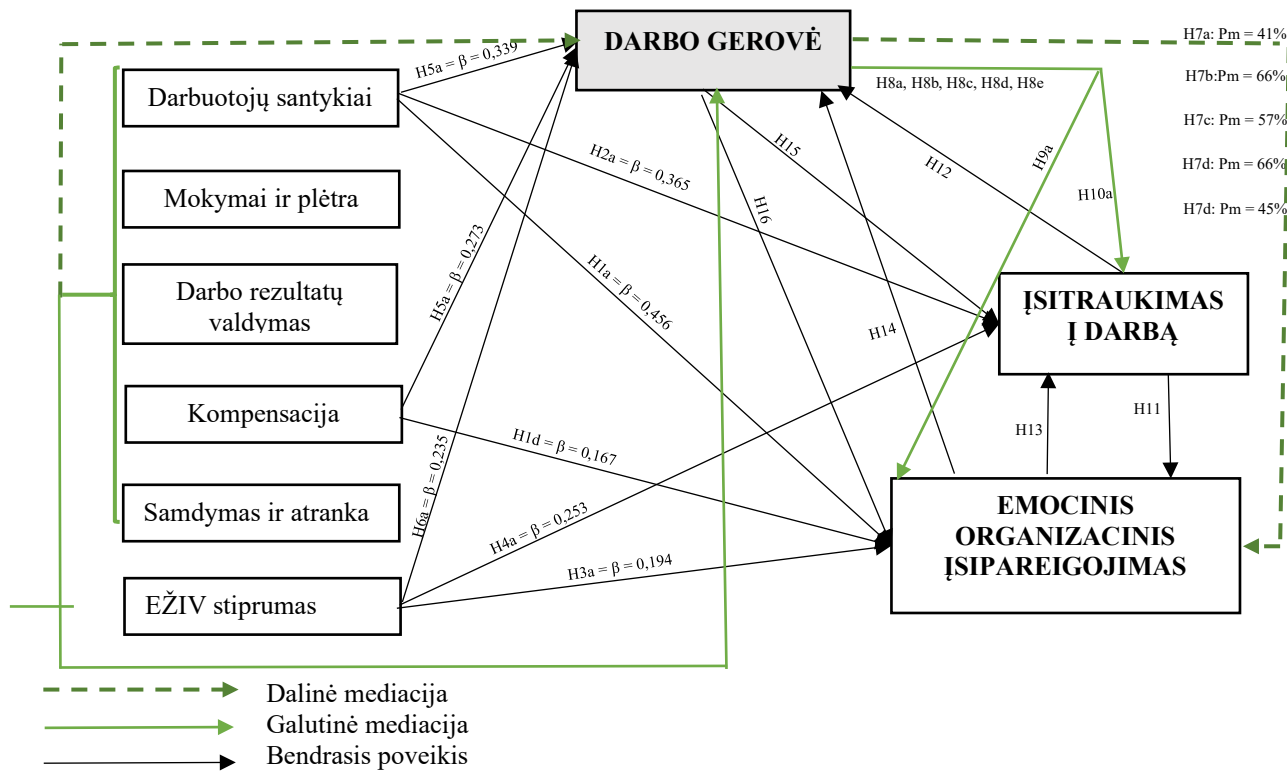 DARBO GEROVĖ
H7a: Pm = 41%
H7b:Pm = 66%
H7c: Pm = 57%
H7d: Pm = 66%
H7d: Pm = 45%
H5a = β = 0,339
H8a, H8b, H8c, H8d, H8e
Darbuotojų santykiai
H2a = β = 0,365
H15
H12
H9a
H10a
Mokymai ir plėtra
H16
H5a = β = 0,273
H1a = β = 0,456
Darbo rezultatų
valdymas
H14
ĮSITRAUKIMAS
Į DARBĄ
Kompensacija
H1d = β = 0,167
H13
H11
H6a = β = 0,235
Samdymas ir atranka
H4a = β = 0,253
EMOCINIS
ORGANIZACINIS
ĮSIPAREIGOJIMAS
H3a = β = 0,194
EŽIV stiprumas
Dalinė mediacija
Galutinė mediacija
Bendrasis poveikis